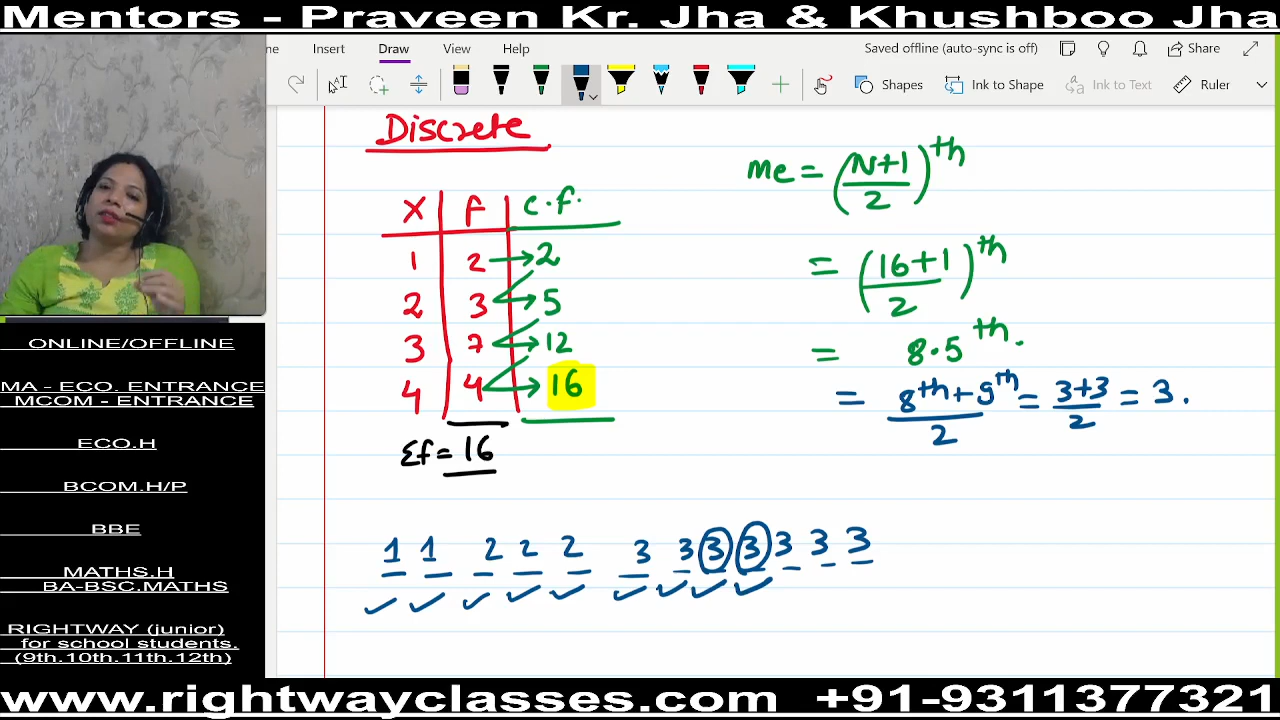 Mentors - Praveen Kr. Jha & Khushboo Jha
me Insert Draw View Help Saved offline (auto-sync is off) Share
Shapes Ink to Shape Ink to Text Ruler
Discrete
X F C.f.
1 2 2
2 3 5
3 7 12
4 4 16
Σf = 16
me = (N+1/2)th
= (16+1/2)th
= 8.5th.
= 8th+9th/2 = 3+3/2 = 3.
1 1 2 2 2 3 3 3 3 3 3 3
ONLINE/OFFLINE
MA - ECO. ENTRANCE
MCOM - ENTRANCE
ECO.H
BCOM.H/P
BBE
MATHS.H
BA-BSC.MATHS
RIGHTWAY (junior)
for school students.
(9th.10th.11th.12th)
www.rightwayclasses.com +91-9311377321